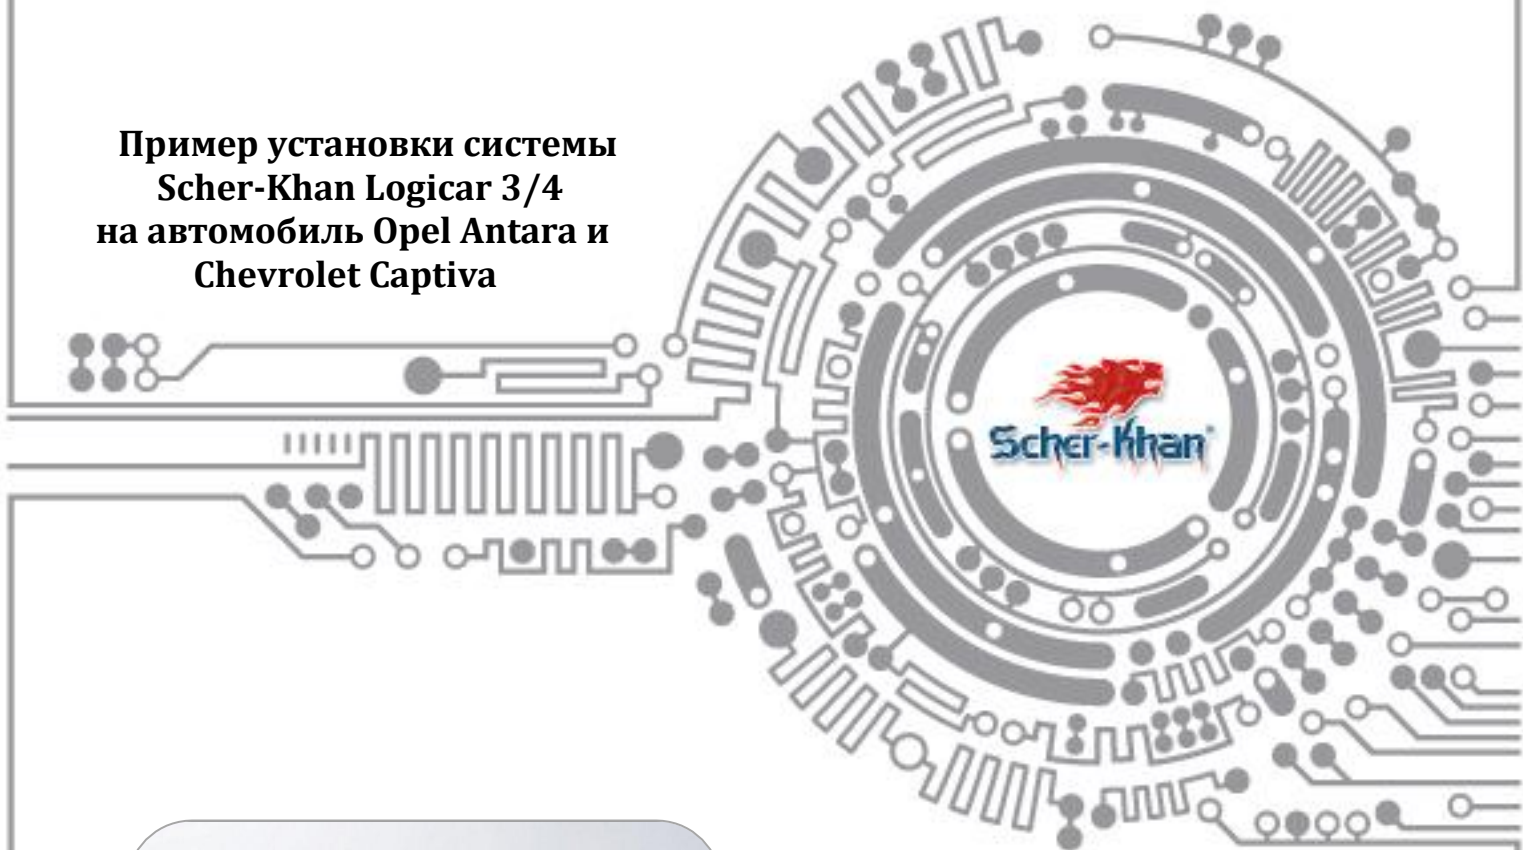 Пример установки системы
Scher-Khan Logicar 3/4
на автомобиль Opel Antara и
Chevrolet Captiva
Scher-Khan®